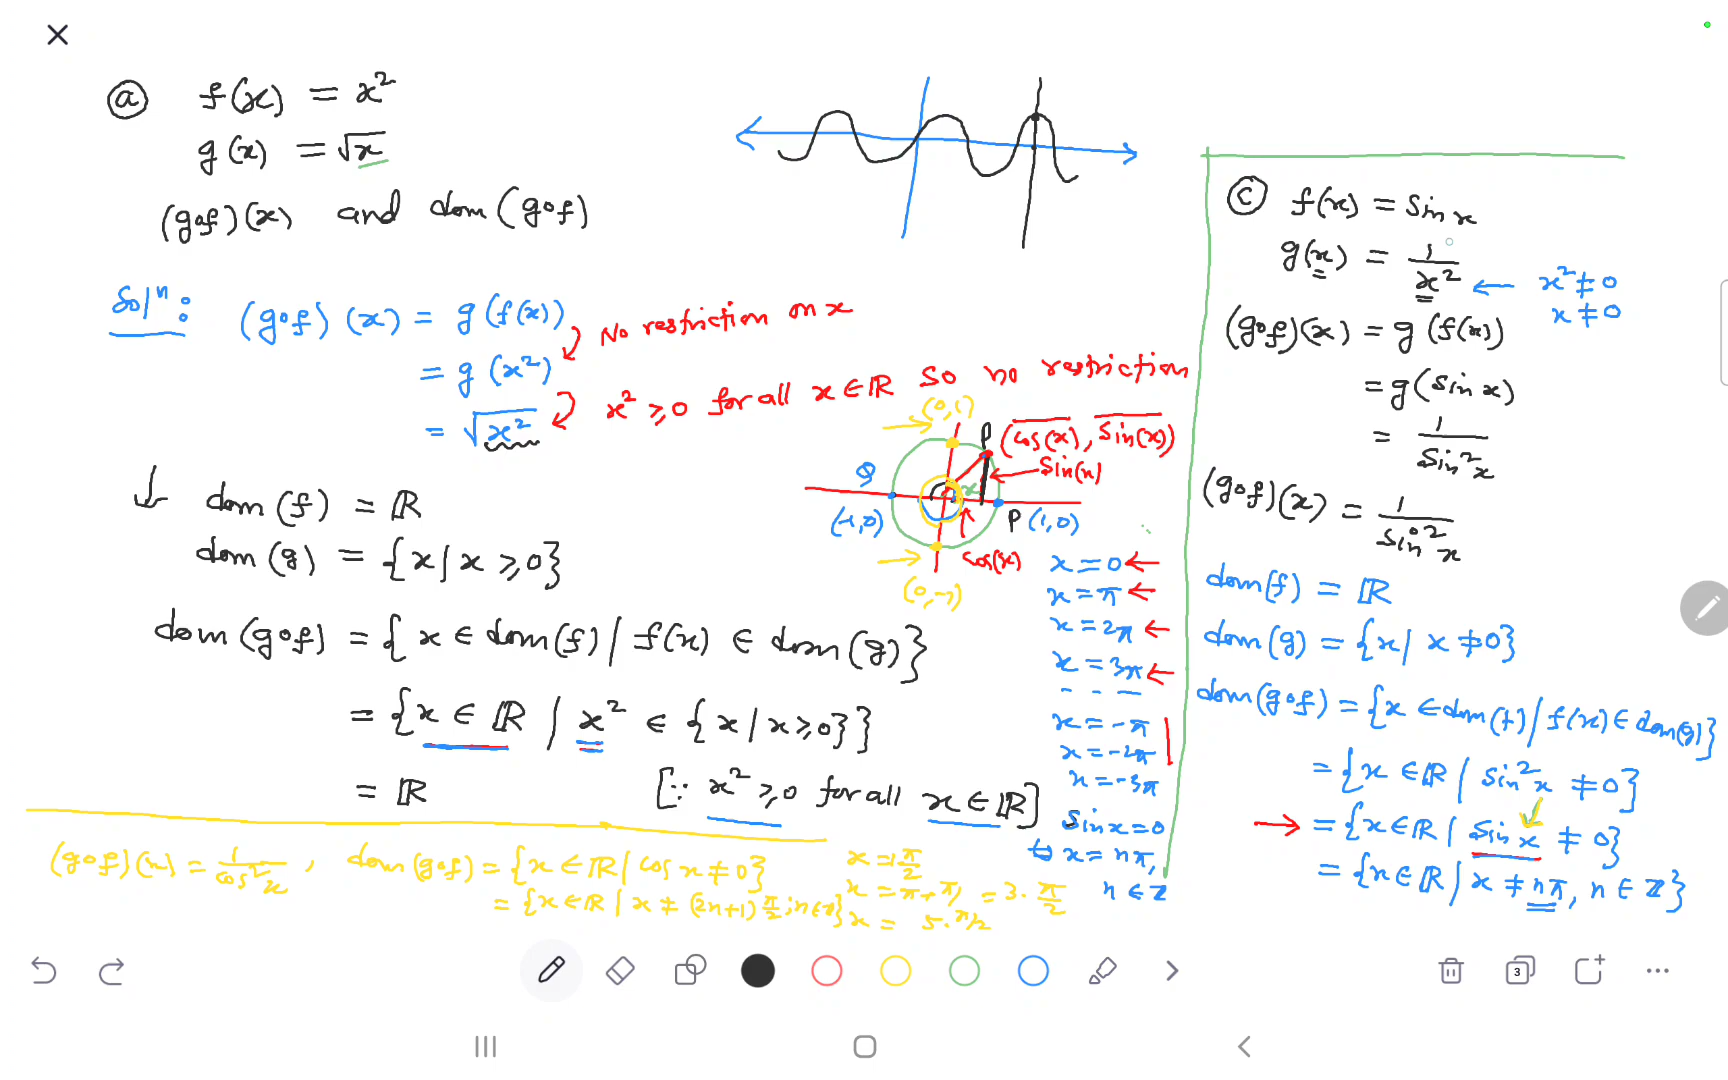 ⓐ f(x) = x²
g(x) = √x
(g∘f)(x) and dom(g∘f)
Solⁿ: (g∘f)(x) = g(f(x))
No restriction on x
= g(x²)
= √x²
x² ≥ 0 for all x ∈ ℝ So no restriction
↓ dom(f) = ℝ
dom(g) = {x | x ≥ 0}
dom(g∘f) = {x ∈ dom(f) / f(x) ∈ dom(g)}
= {x ∈ ℝ / x² ∈ {x | x ≥ 0}}
= ℝ [∵ x² ≥ 0 for all x ∈ ℝ]
(g∘f)(x) = 1/cos²x , dom(g∘f) = {x ∈ ℝ / cos x ≠ 0}
= {x ∈ ℝ | x ≠ (2n+1) π/2 ; n ∈ ℤ}
(0,1)
P
(cos(x), sin(x))
sin(x)
x
(-1,0)
P (1,0)
cos(x)
x = 0 ←
x = π ←
x = 2π ←
x = 3π ←
- - -
x = -π
x = -2π
x = -3π
sin x = 0
x = nπ,
n ∈ ℤ
x = 1 π/2
x = π + π/2 = 3·π/2
x = 5·π/2
ⓒ f(x) = sin x
g(x) = 1/x² ← x² ≠ 0
x ≠ 0
(g∘f)(x) = g(f(x))
= g(sin x)
= 1/sin²x
(g∘f)(x) = 1/sin²x
dom(f) = ℝ
dom(g) = {x | x ≠ 0}
dom(g∘f) = {x ∈ dom(f) / f(x) ∈ dom(g)}
= {x ∈ ℝ / sin²x ≠ 0}
→ = {x ∈ ℝ | sin x ≠ 0}
= {x ∈ ℝ / x ≠ nπ, n ∈ ℤ}
3